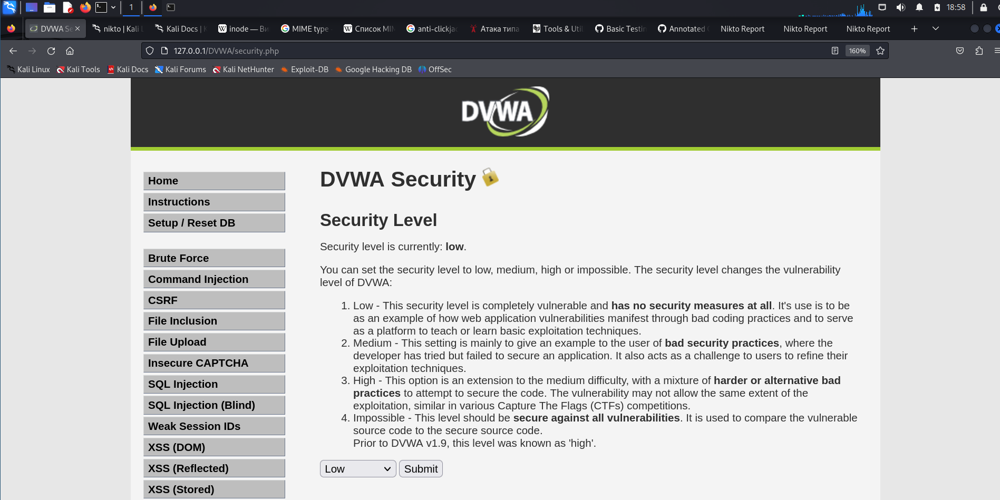 1
18:58
DVWA Se
nikto | Kali L
Kali Docs | K
inode — Ви
MIME type
Список MIM
anti-clickjac
Атака типа
Tools & Util
Basic Testin
Annotated
Nikto Report
Nikto Report
Nikto Report
127.0.0.1/DVWA/security.php
160%
Kali Linux
Kali Tools
Kali Docs
Kali Forums
Kali NetHunter
Exploit-DB
Google Hacking DB
OffSec
DVWA
Home
Instructions
Setup / Reset DB
Brute Force
Command Injection
CSRF
File Inclusion
File Upload
Insecure CAPTCHA
SQL Injection
SQL Injection (Blind)
Weak Session IDs
XSS (DOM)
XSS (Reflected)
XSS (Stored)
DVWA Security
Security Level
Security level is currently: low.
You can set the security level to low, medium, high or impossible. The security level changes the vulnerability
level of DVWA:
1. Low - This security level is completely vulnerable and has no security measures at all. It's use is to be
as an example of how web application vulnerabilities manifest through bad coding practices and to serve
as a platform to teach or learn basic exploitation techniques.
2. Medium - This setting is mainly to give an example to the user of bad security practices, where the
developer has tried but failed to secure an application. It also acts as a challenge to users to refine their
exploitation techniques.
3. High - This option is an extension to the medium difficulty, with a mixture of harder or alternative bad
practices to attempt to secure the code. The vulnerability may not allow the same extent of the
exploitation, similar in various Capture The Flags (CTFs) competitions.
4. Impossible - This level should be secure against all vulnerabilities. It is used to compare the vulnerable
source code to the secure source code.
Prior to DVWA v1.9, this level was known as 'high'.
Low
Submit